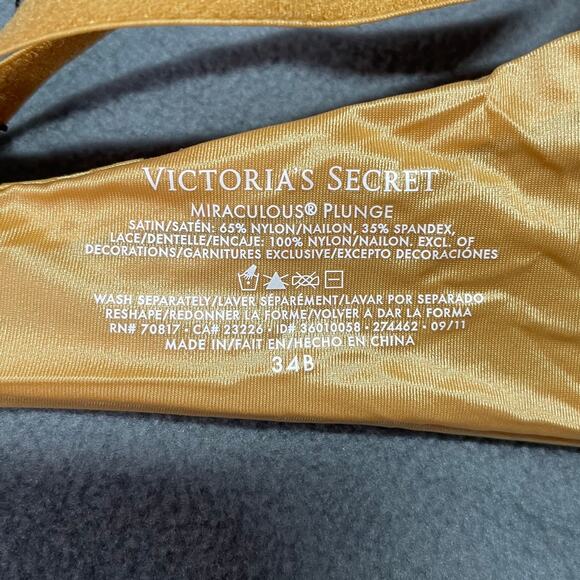 VICTORIA'S SECRET
MIRACULOUS® PLUNGE
SATIN/SATÉN: 65% NYLON/NAILON, 35% SPANDEX,
LACE/DENTELLE/ENCAJE: 100% NYLON/NAILON. EXCL. OF
DECORATIONS/GARNITURES EXCLUSIVE/EXCEPTO DECORACIÓNES
WASH SEPARATELY/LAVER SÉPARÉMENT/LAVAR POR SEPARADO
RESHAPE/REDONNER LA FORME/VOLVER A DAR LA FORMA
RN# 70817 • CA# 23226 • ID# 36010058 • 274462 • 09/11
MADE IN/FAIT EN/HECHO EN CHINA
34B